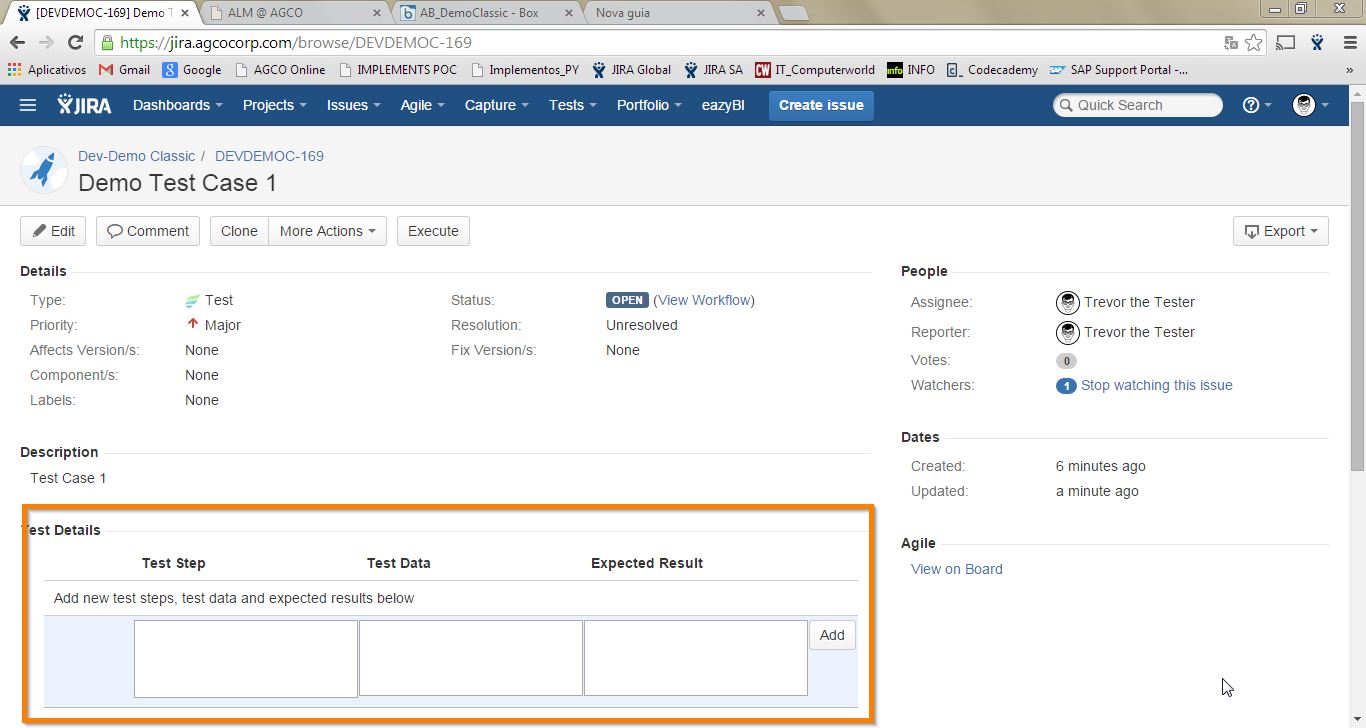 [DEVDEMOC-169] Demo T
ALM @ AGCO
AB_DemoClassic - Box
Nova guia
https://jira.agcocorp.com/browse/DEVDEMOC-169
Aplicativos Gmail Google AGCO Online IMPLEMENTS POC Implementos_PY JIRA Global JIRA SA CW IT_Computerworld info INFO Codecademy SAP Support Portal -... »
JIRA Dashboards Projects Issues Agile Capture Tests Portfolio eazyBI Create issue Quick Search
Dev-Demo Classic / DEVDEMOC-169
Demo Test Case 1
Edit Comment Clone More Actions Execute Export
Details
Type: Test
Priority: Major
Affects Version/s: None
Component/s: None
Labels: None
Status: OPEN (View Workflow)
Resolution: Unresolved
Fix Version/s: None
Description
Test Case 1
Test Details
Test Step Test Data Expected Result
Add new test steps, test data and expected results below
Add
People
Assignee: Trevor the Tester
Reporter: Trevor the Tester
Votes: 0
Watchers: 1 Stop watching this issue
Dates
Created: 6 minutes ago
Updated: a minute ago
Agile
View on Board